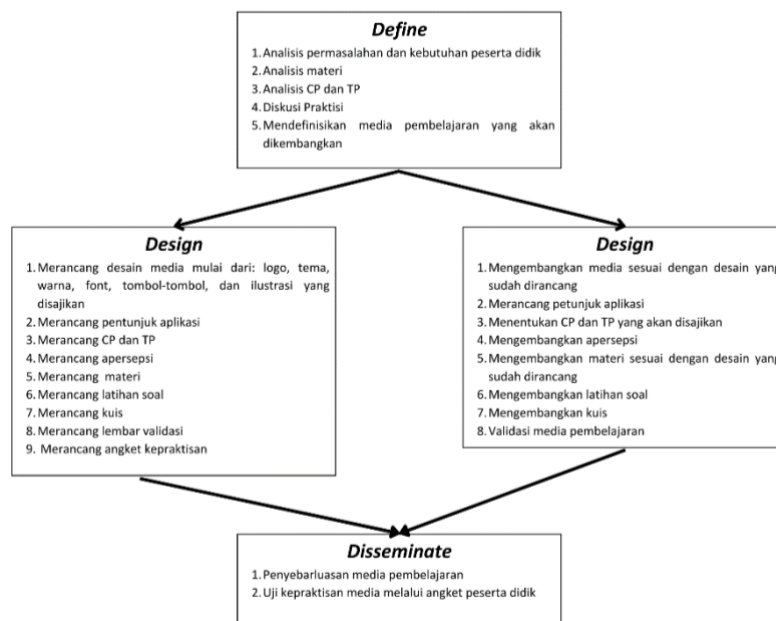 Define
1. Analisis permasalahan dan kebutuhan peserta didik
2. Analisis materi
3. Analisis CP dan TP
4. Diskusi Praktisi
5. Mendefinisikan media pembelajaran yang akan
dikembangkan
Design
1. Merancang desain media mulai dari: logo, tema,
warna, font, tombol-tombol, dan ilustrasi yang
disajikan
2. Merancang pentunjuk aplikasi
3. Merancang CP dan TP
4. Merancang apersepsi
5. Merancang materi
6. Merancang latihan soal
7. Merancang kuis
8. Merancang lembar validasi
9. Merancang angket kepraktisan
Design
1. Mengembangkan media sesuai dengan desain yang
sudah dirancang
2. Merancang petunjuk aplikasi
3. Menentukan CP dan TP yang akan disajikan
4. Mengembangkan apersepsi
5. Mengembangkan materi sesuai dengan desain yang
sudah dirancang
6. Mengembangkan latihan soal
7. Mengembangkan kuis
8. Validasi media pembelajaran
Disseminate
1. Penyebarluasan media pembelajaran
2. Uji kepraktisan media melalui angket peserta didik